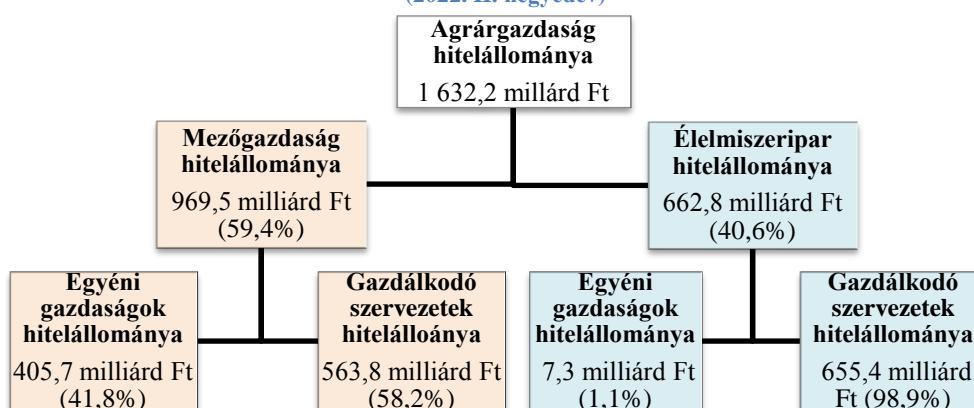 (2022. II. negyedév)
Agrárgazdaság
hitelállománya
1 632,2 millárd Ft
Mezőgazdaság
hitelállománya
969,5 milliárd Ft
(59,4%)
Élelmiszeripar
hitelállománya
662,8 milliárd Ft
(40,6%)
Egyéni
gazdaságok
hitelállománya
405,7 milliárd Ft
(41,8%)
Gazdálkodó
szervezetek
hitelálloánya
563,8 milliárd Ft
(58,2%)
Egyéni
gazdaságok
hitelállománya
7,3 milliárd Ft
(1,1%)
Gazdálkodó
szervezetek
hitelállománya
655,4 milliárd
Ft (98,9%)